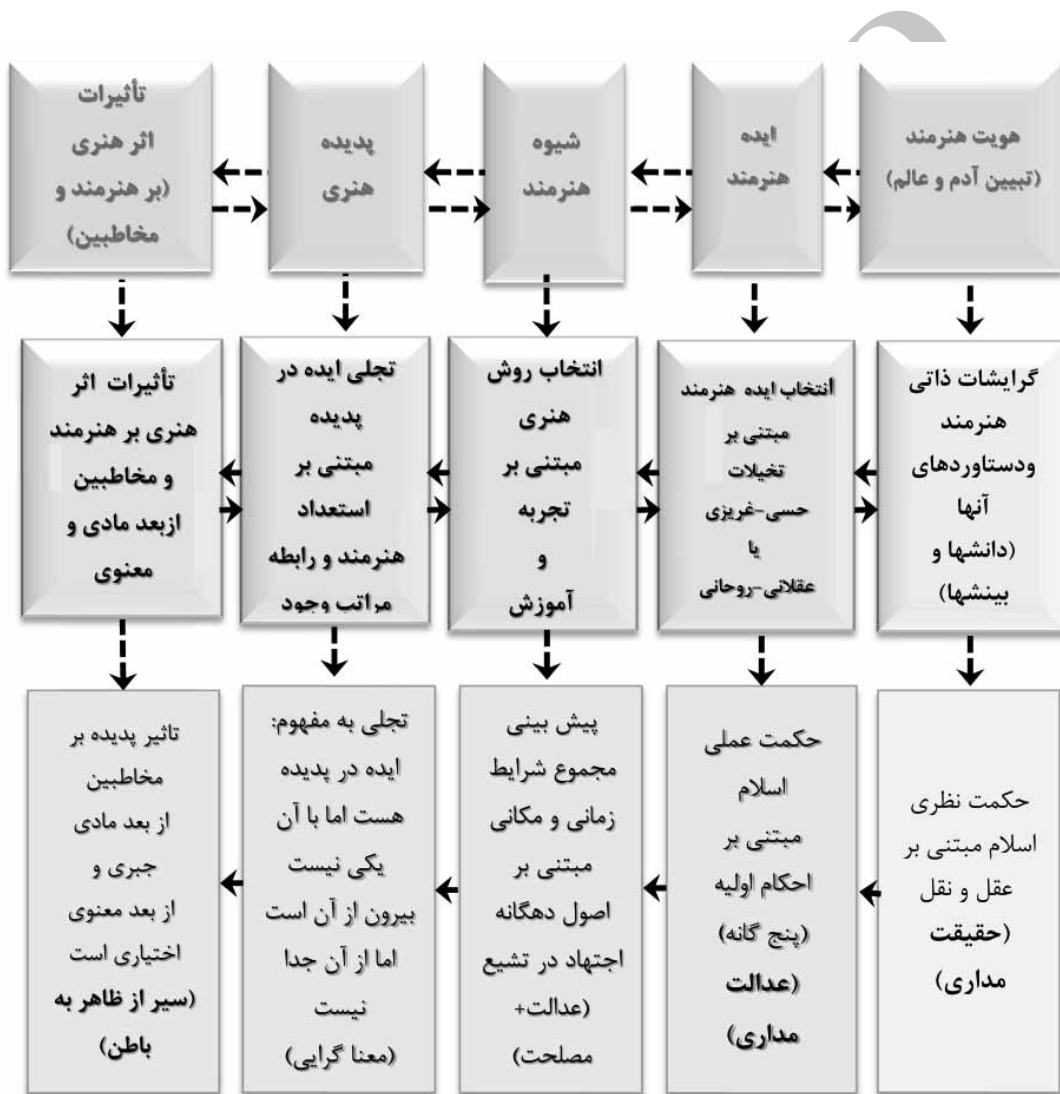 هویت هنرمند
(تبیین آدم و عالم)
ایده
هنرمند
شیوه
هنرمند
پدیده
هنری
تأثیرات
اثر هنری
(بر هنرمند و
مخاطبین)
گرایشات ذاتی
هنرمند
ودستاوردهای
آنها
(دانشها و
بینشها)
انتخاب ایده هنرمند
مبتنی بر
تخیلات
حسی-غریزی
یا
عقلانی-روحانی
انتخاب روش
هنری
مبتنی بر
تجربه
و
آموزش
تجلی ایده در
پدیده
مبتنی بر
استعداد
هنرمند و رابطه
مراتب وجود
تأثیرات اثر
هنری بر هنرمند
و مخاطبین
ازبعد مادی و
معنوی
حکمت نظری
اسلام مبتنی بر
عقل و نقل
(حقیقت
مداری)
حکمت عملی
اسلام
مبتنی بر
احکام اولیه
(پنج گانه)
(عدالت
مداری)
پیش بینی
مجموع شرایط
زمانی و مکانی
مبتنی بر
اصول دهگانه
اجتهاد در تشیع
(عدالت+
مصلحت)
تجلی به مفهوم:
ایده در پدیده
هست اما با آن
یکی نیست
بیرون از آن است
اما از آن جدا
نیست
(معنا گرایی)
تاثیر پدیده بر
مخاطبین
از بعد مادی
جبری و
از بعد معنوی
اختیاری است
(سیر از ظاهر به
باطن)